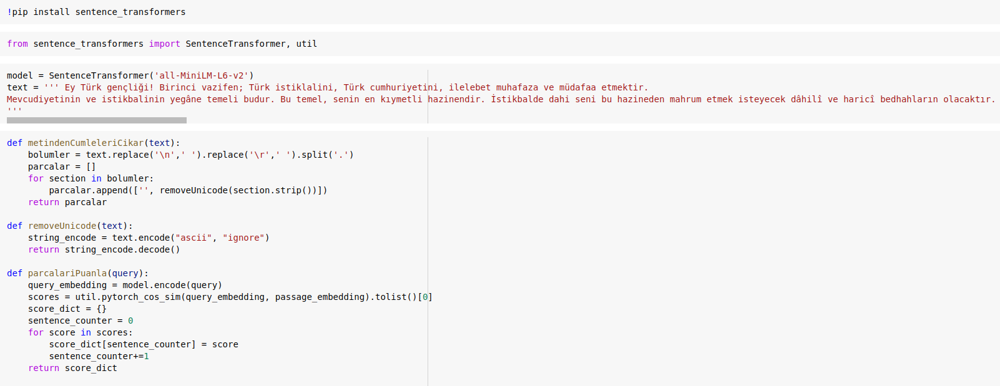 !pip install sentence_transformers
from sentence_transformers import SentenceTransformer, util
model = SentenceTransformer('all-MiniLM-L6-v2')
text = ''' Ey Türk gençliği! Birinci vazifen; Türk istiklalini, Türk cumhuriyetini, ilelebet muhafaza ve müdafaa etmektir.
Mevcudiyetinin ve istikbalinin yegâne temeli budur. Bu temel, senin en kıymetli hazinendir. İstikbalde dahi seni bu hazineden mahrum etmek isteyecek dâhilî ve haricî bedhahların olacaktır.
'''
def metindenCumleleriCikar(text):
    bolumler = text.replace('\n',' ').replace('\r',' ').split('.')
    parcalar = []
    for section in bolumler:
        parcalar.append(['', removeUnicode(section.strip())])
    return parcalar
def removeUnicode(text):
    string_encode = text.encode("ascii", "ignore")
    return string_encode.decode()
def parcalariPuanla(query):
    query_embedding = model.encode(query)
    scores = util.pytorch_cos_sim(query_embedding, passage_embedding).tolist()[0]
    score_dict = {}
    sentence_counter = 0
    for score in scores:
        score_dict[sentence_counter] = score
        sentence_counter+=1
    return score_dict